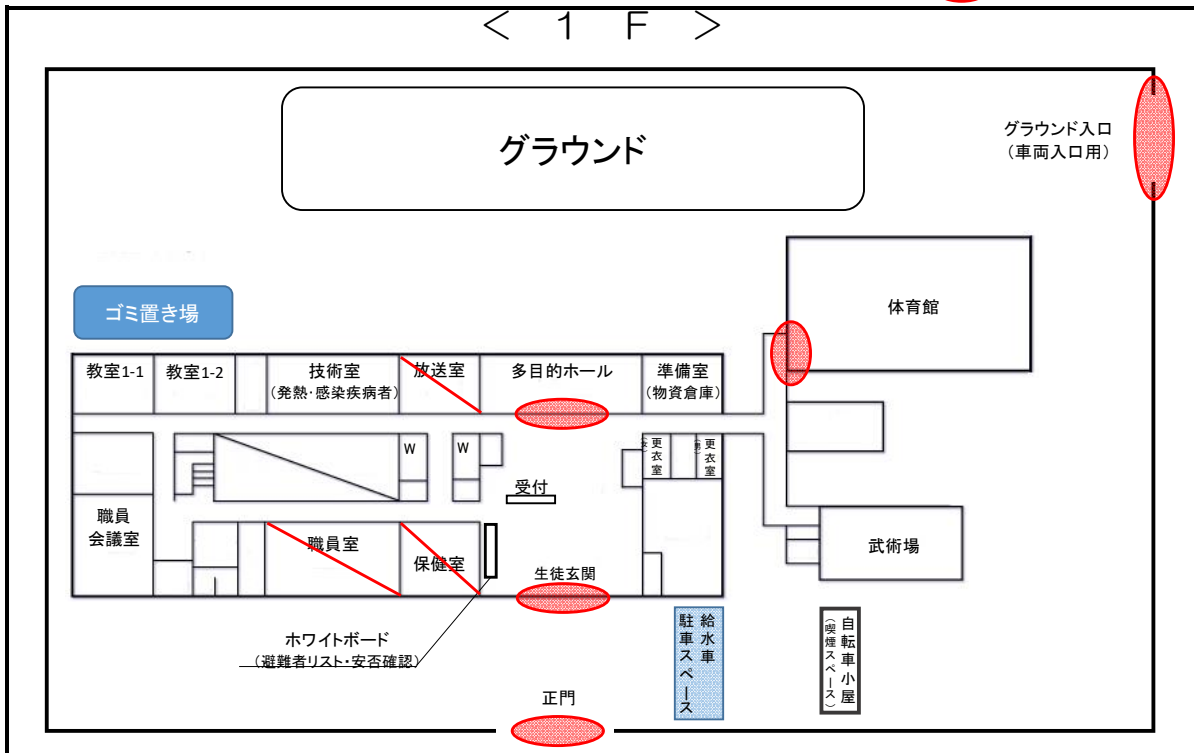 < 1 F >
グラウンド
グラウンド入口
（車両入口用）
体育館
ゴミ置き場
教室1-1
教室1-2
技術室
（発熱・感染疾病者）
放送室
多目的ホール
準備室
（物資倉庫）
W
W
更衣室
（女）
更衣室
（男）
受付
職員
会議室
職員室
保健室
生徒玄関
武術場
ホワイトボード
（避難者リスト・安否確認）
給水車
駐車スペース
自転車小屋
（喫煙スペース）
正門